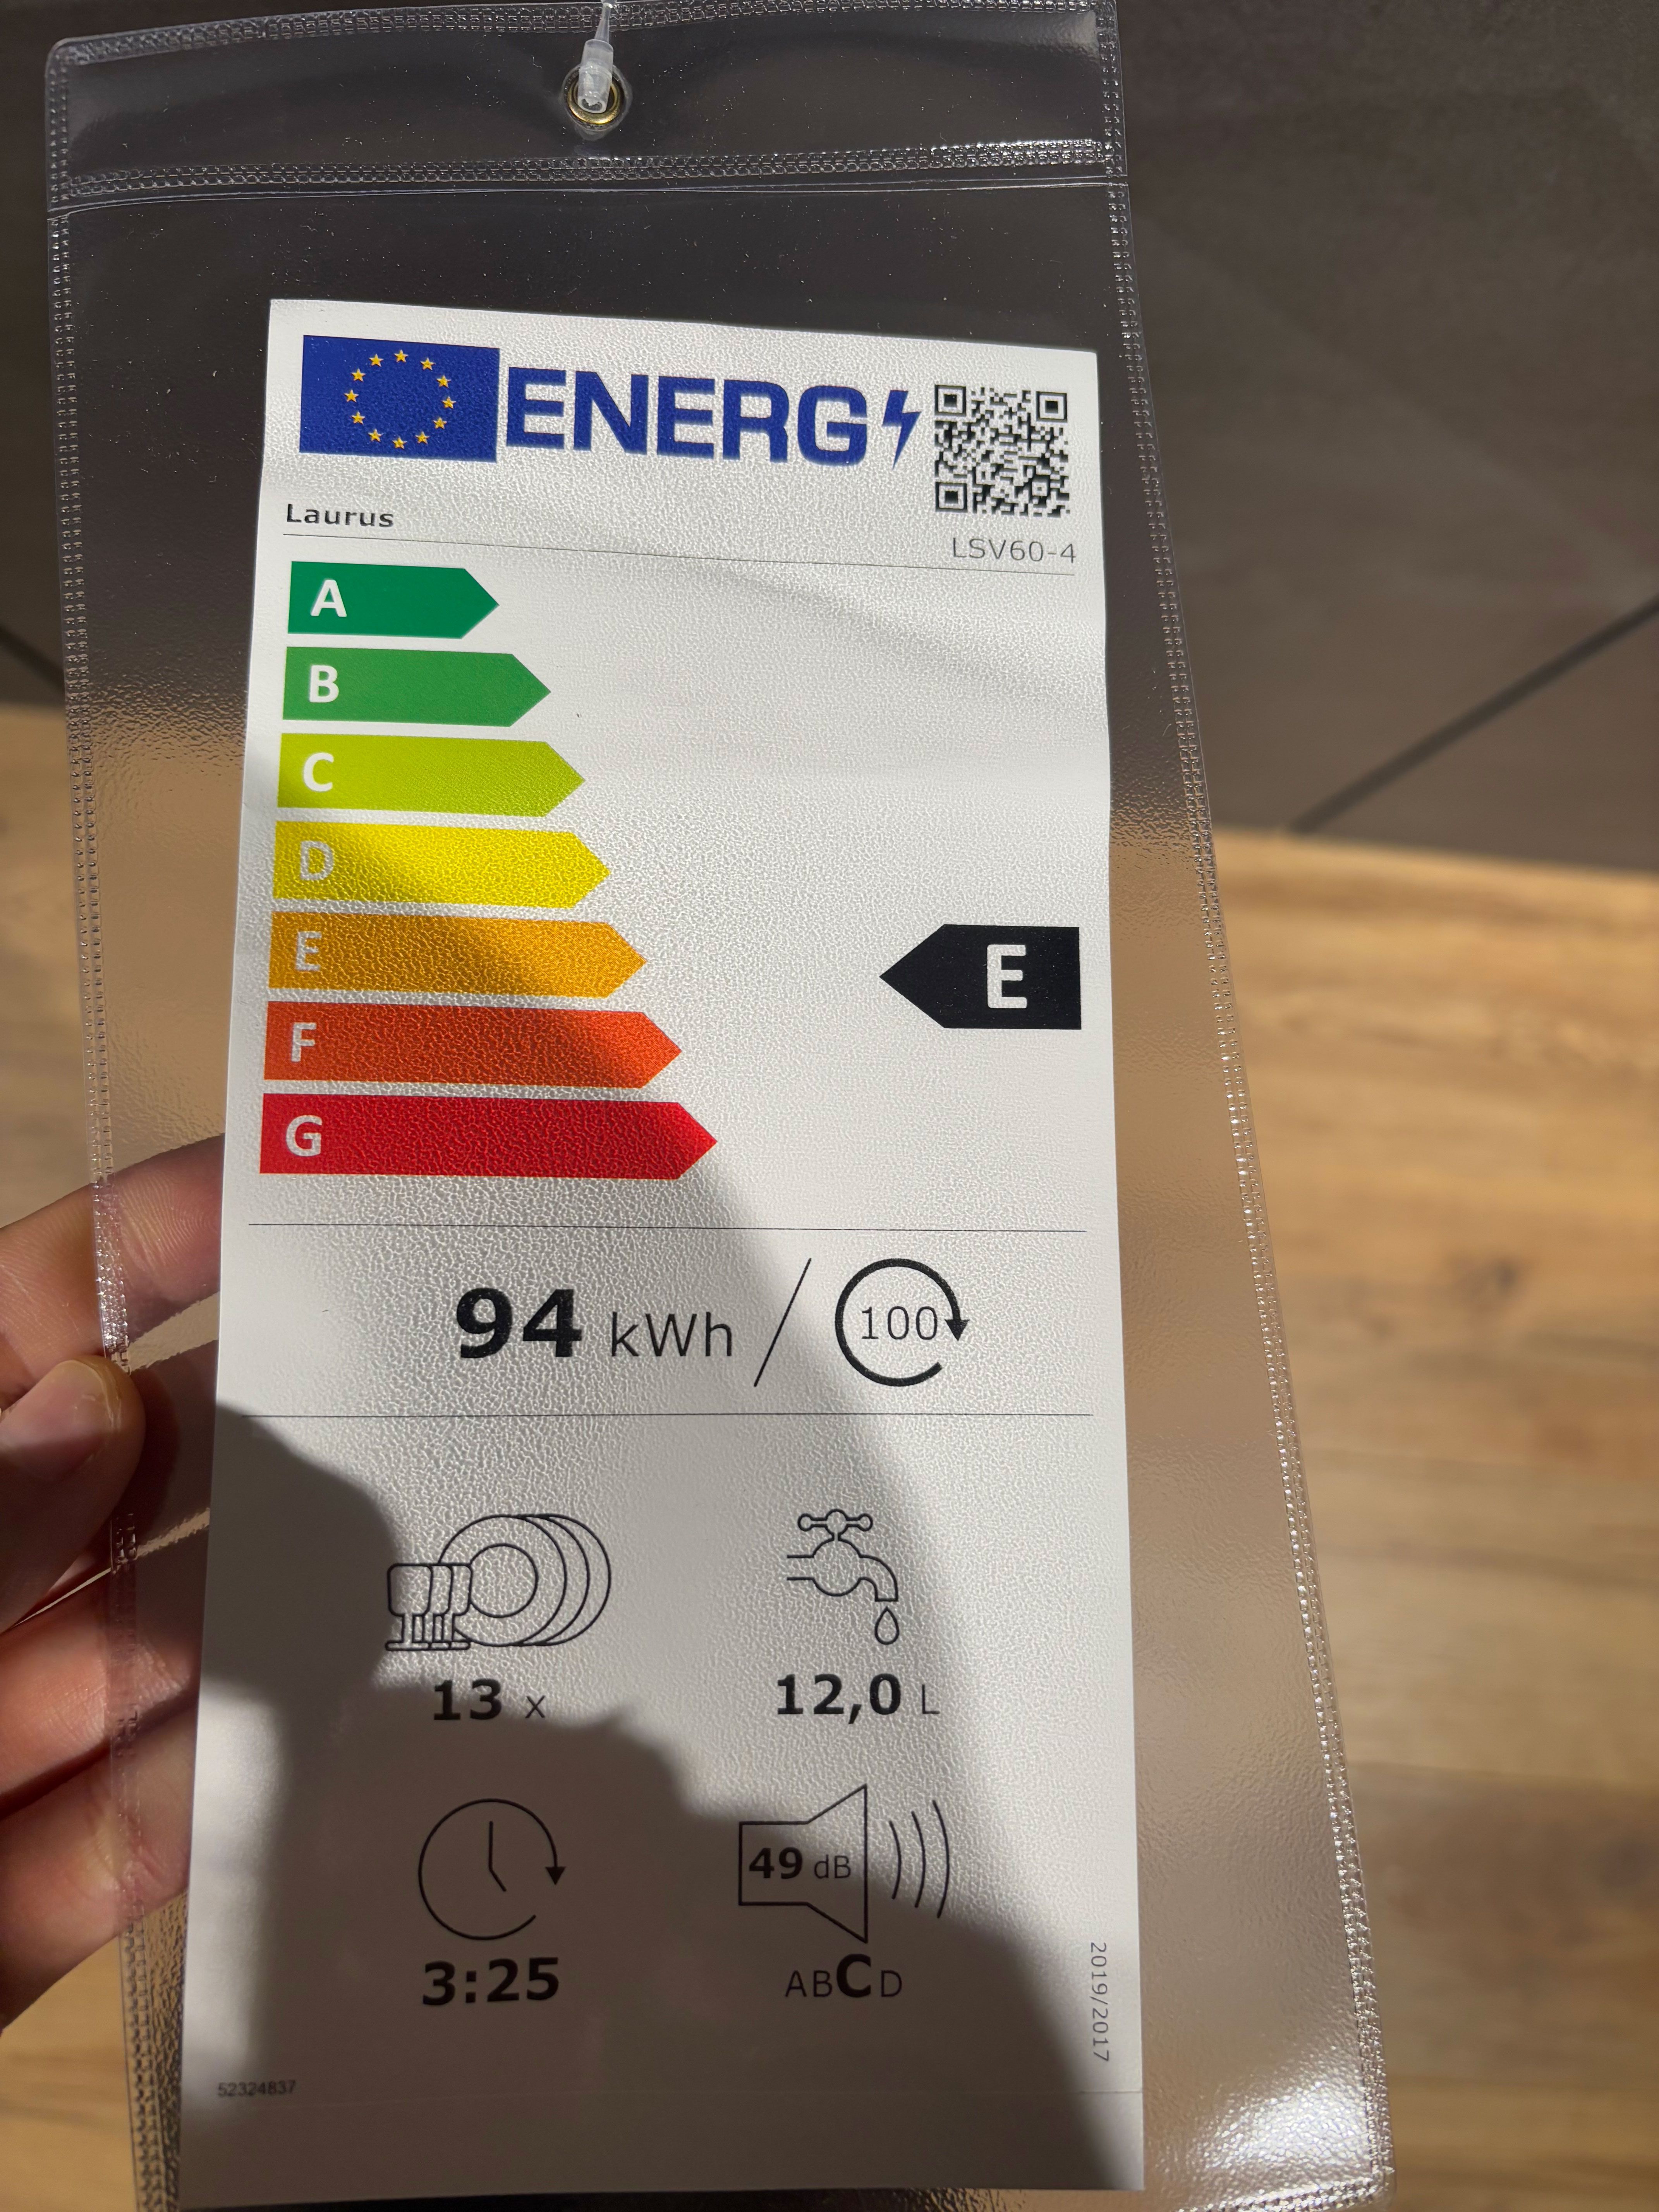 ENERG
Laurus
LSV60-4
A
B
C
D
E
E
F
G
94 kWh / 100
13 x
12,0 L
49 dB
3:25
ABCD
2019/2017
52324837